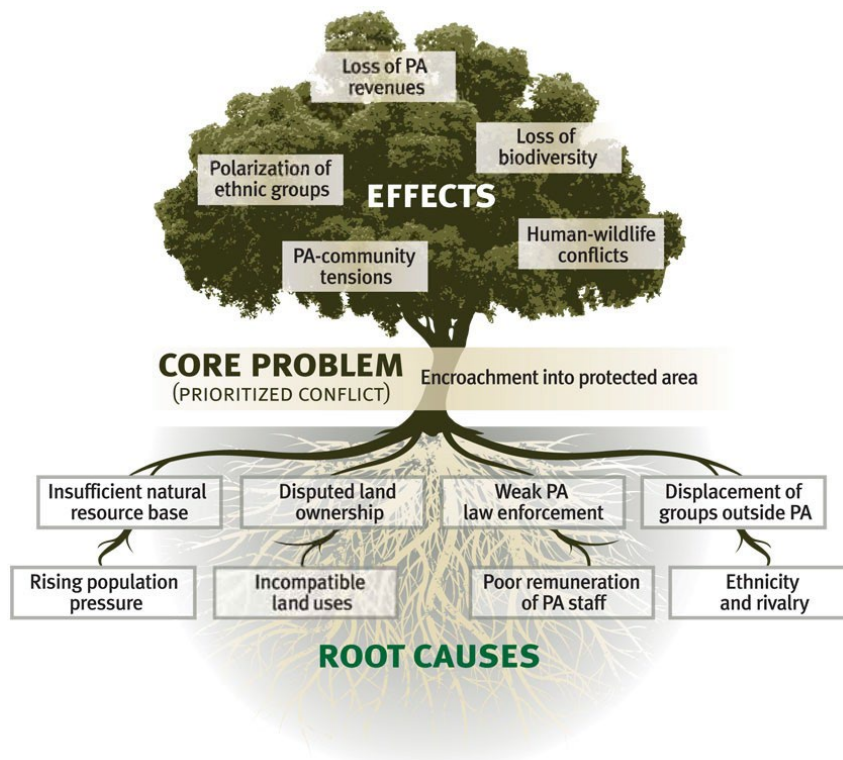 Loss of PA
revenues
Loss of
biodiversity
Polarization of
ethnic groups
EFFECTS
Human-wildlife
conflicts
PA-community
tensions
CORE PROBLEM
(PRIORITIZED CONFLICT)
Encroachment into protected area
Insufficient natural
resource base
Disputed land
ownership
Weak PA
law enforcement
Displacement of
groups outside PA
Rising population
pressure
Incompatible
land uses
Poor remuneration
of PA staff
Ethnicity
and rivalry
ROOT CAUSES